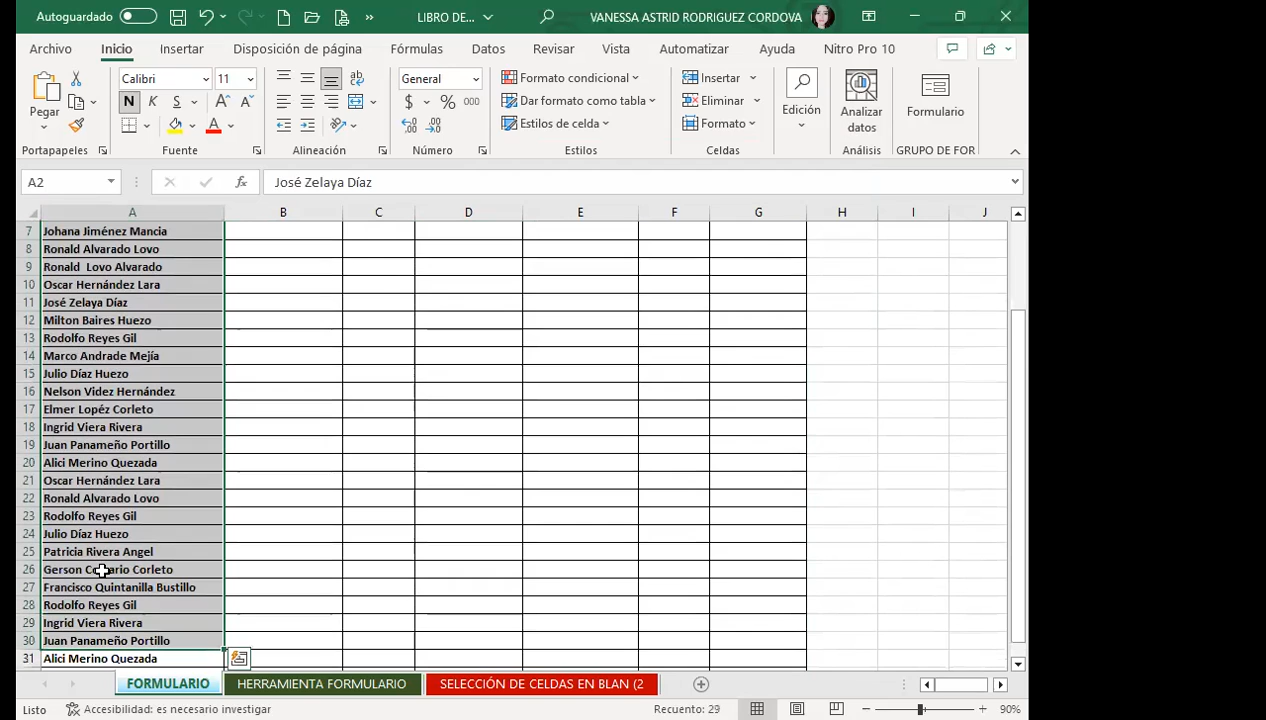 Autoguardado LIBRO DE... VANESSA ASTRID RODRIGUEZ CORDOVA
Archivo Inicio Insertar Disposición de página Fórmulas Datos Revisar Vista Automatizar Ayuda Nitro Pro 10
Pegar Calibri 11 General Formato condicional Insertar Edición Analizar datos Formulario
N K S A A $ % 000 Dar formato como tabla Eliminar
Estilos de celda Formato
Portapapeles Fuente Alineación Número Estilos Celdas Análisis GRUPO DE FOR
A2 fx José Zelaya Díaz
A B C D E F G H I J
7 Johana Jiménez Mancia
8 Ronald Alvarado Lovo
9 Ronald Lovo Alvarado
10 Oscar Hernández Lara
11 José Zelaya Díaz
12 Milton Baires Huezo
13 Rodolfo Reyes Gil
14 Marco Andrade Mejía
15 Julio Díaz Huezo
16 Nelson Videz Hernández
17 Elmer Lopéz Corleto
18 Ingrid Viera Rivera
19 Juan Panameño Portillo
20 Alici Merino Quezada
21 Oscar Hernández Lara
22 Ronald Alvarado Lovo
23 Rodolfo Reyes Gil
24 Julio Díaz Huezo
25 Patricia Rivera Angel
26 Gerson Corleto
27 Francisco Quintanilla Bustillo
28 Rodolfo Reyes Gil
29 Ingrid Viera Rivera
30 Juan Panameño Portillo
31 Alici Merino Quezada
FORMULARIO HERRAMIENTA FORMULARIO SELECCIÓN DE CELDAS EN BLAN (2
Listo Accesibilidad: es necesario investigar Recuento: 29 90%